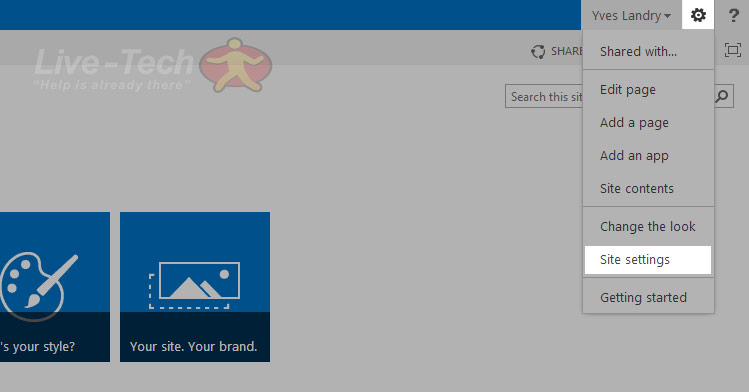 Yves Landry
?
Live-Tech
"Help is already there"
SHARE
Shared with...
Search this sit
Edit page
Add a page
Add an app
Site contents
Change the look
Site settings
Getting started
's your style?
Your site. Your brand.